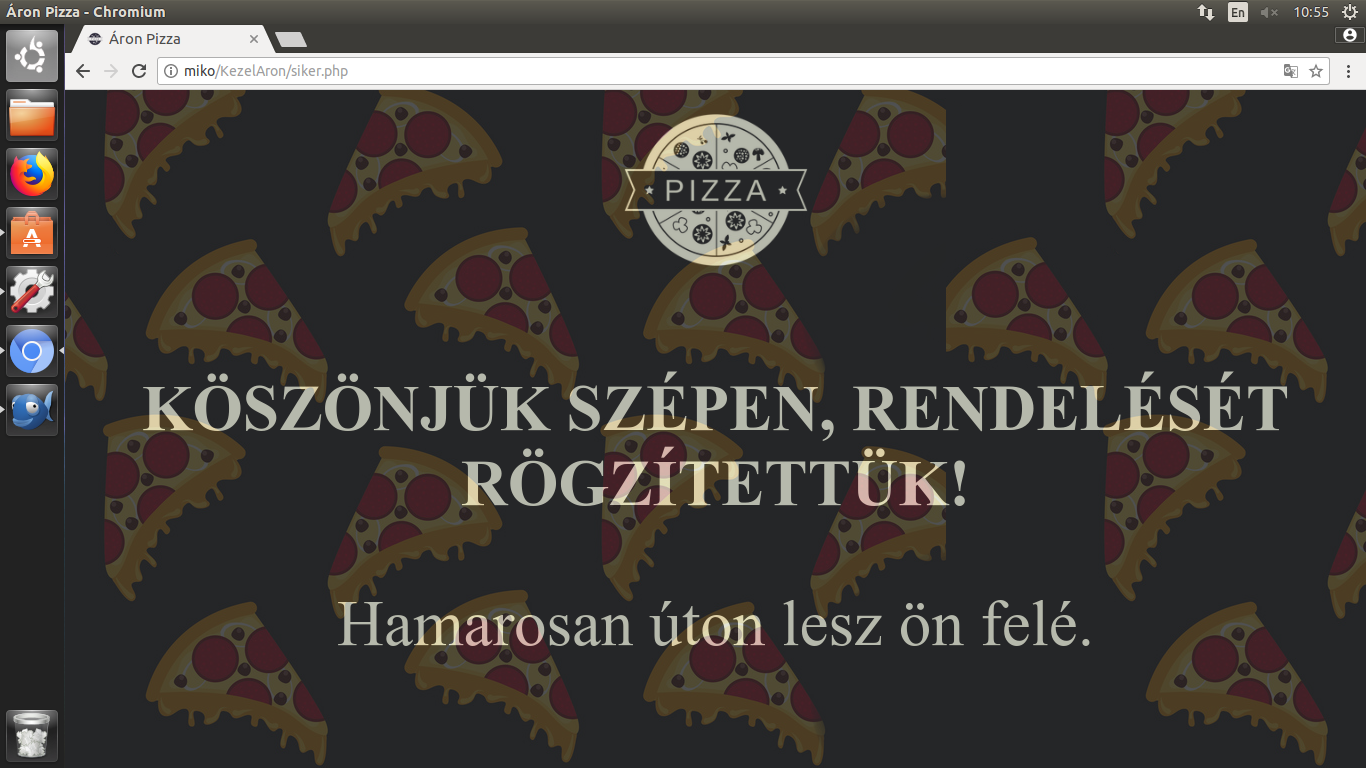 Áron Pizza - Chromium
En
10:55
Áron Pizza
miko/KezelAron/siker.php
PIZZA
KÖSZÖNJÜK SZÉPEN, RENDELÉSÉT
RÖGZÍTETTÜK!
Hamarosan úton lesz ön felé.